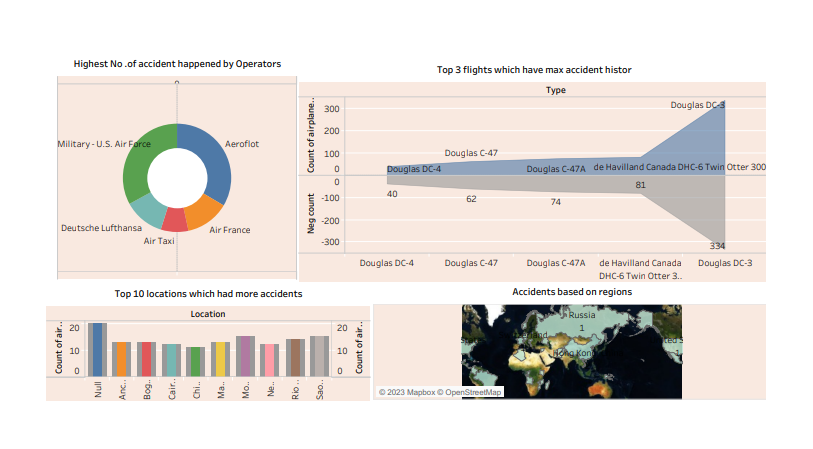 Highest No .of accident happened by Operators
0
Military - U.S. Air Force
Aeroflot
Deutsche Lufthansa
Air Taxi
Air France
Top 3 flights which have max accident histor
Type
Count of airplane..
300
200
100
0
Neg count
0
-100
-200
-300
Douglas DC-4
Douglas C-47
Douglas C-47A
de Havilland Canada DHC-6 Twin Otter 300
Douglas DC-3
40
62
74
81
334
Douglas DC-4
Douglas C-47
Douglas C-47A
de Havilland Canada
DHC-6 Twin Otter 3..
Douglas DC-3
Top 10 locations which had more accidents
Location
Count of air..
20
10
0
20
10
0
Count of air..
Null
Anc..
Bog..
Cair..
Chi..
Ma..
Mo..
Ne..
Rio ..
Sao..
Accidents based on regions
Russia
1
Hong Kong
© 2023 Mapbox © OpenStreetMap